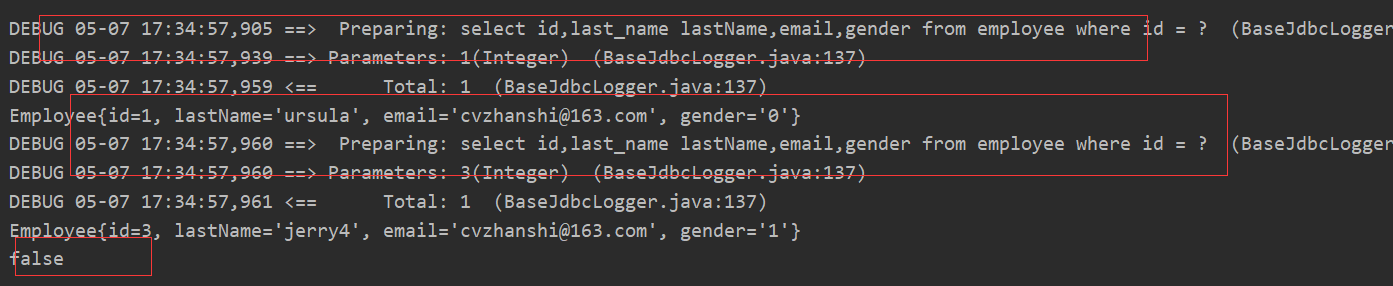 DEBUG 05-07 17:34:57,905 ==>  Preparing: select id,last_name lastName,email,gender from employee where id = ?  (BaseJdbcLogger
DEBUG 05-07 17:34:57,939 ==> Parameters: 1(Integer)  (BaseJdbcLogger.java:137)
DEBUG 05-07 17:34:57,959 <==      Total: 1  (BaseJdbcLogger.java:137)
Employee{id=1, lastName='ursula', email='cvzhanshi@163.com', gender='0'}
DEBUG 05-07 17:34:57,960 ==>  Preparing: select id,last_name lastName,email,gender from employee where id = ?  (BaseJdbcLogger
DEBUG 05-07 17:34:57,960 ==> Parameters: 3(Integer)  (BaseJdbcLogger.java:137)
DEBUG 05-07 17:34:57,961 <==      Total: 1  (BaseJdbcLogger.java:137)
Employee{id=3, lastName='jerry4', email='cvzhanshi@163.com', gender='1'}
false